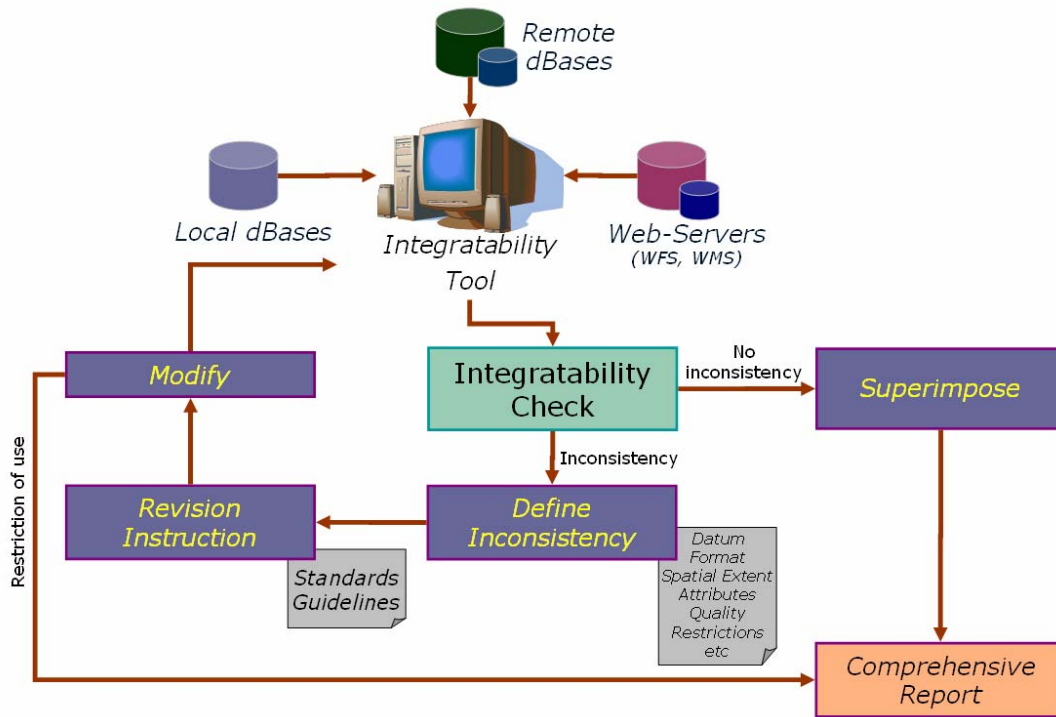 Remote
dBases
Local dBases
Integratability
Tool
Web-Servers
(WFS, WMS)
Modify
Integratability
Check
No
inconsistency
Superimpose
Restriction of use
Inconsistency
Revision
Instruction
Define
Inconsistency
Standards
Guidelines
Datum
Format
Spatial Extent
Attributes
Quality
Restrictions
etc
Comprehensive
Report